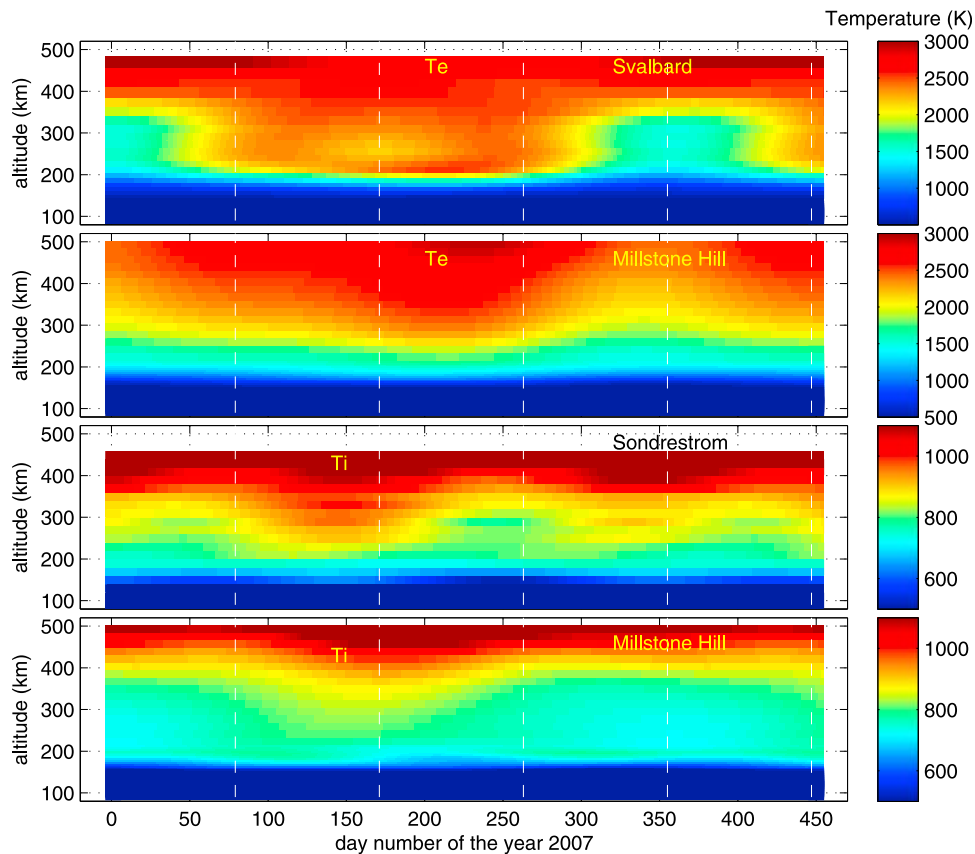 Temperature (K)
500
400
300
200
100
altitude (km)
Te
Svalbard
3000
2500
2000
1500
1000
500
400
300
200
100
altitude (km)
Te
Millstone Hill
3000
2500
2000
1500
1000
500
500
400
300
200
100
altitude (km)
Ti
Sondrestrom
1000
800
600
500
400
300
200
100
altitude (km)
Ti
Millstone Hill
1000
800
600
0 50 100 150 200 250 300 350 400 450
day number of the year 2007